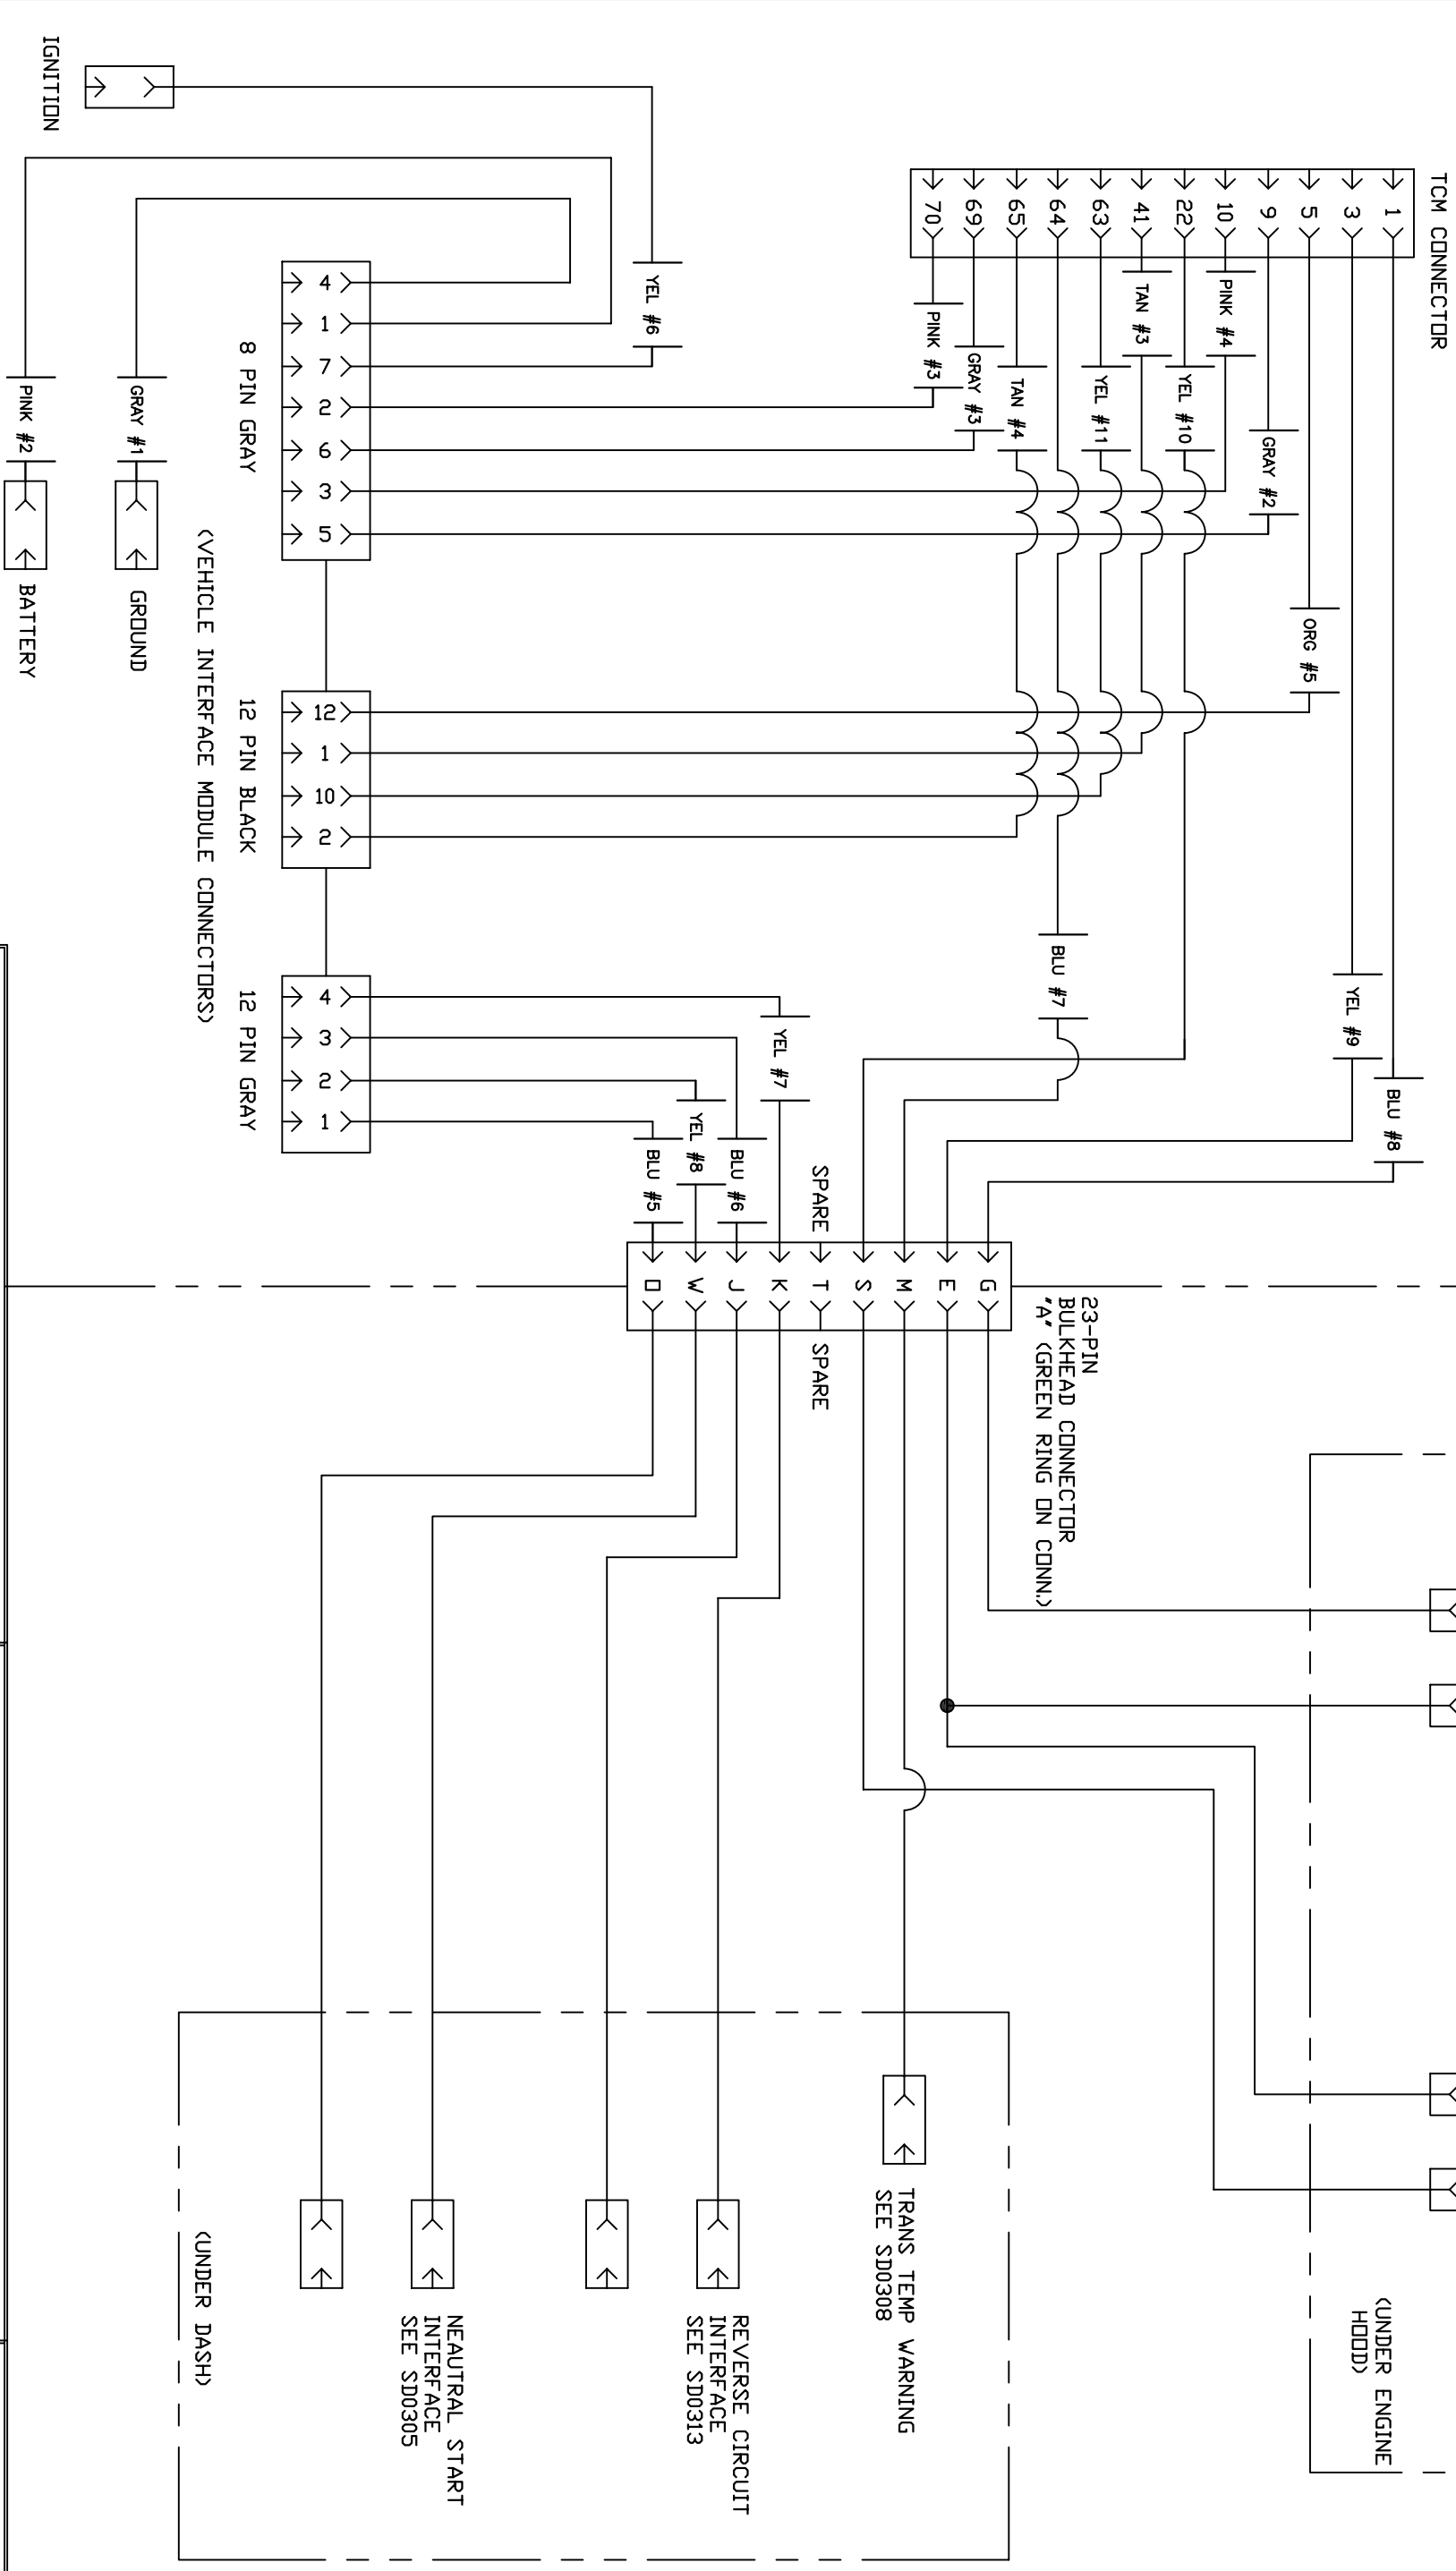 TCM CONNECTOR
1
3
5
9
10
22
41
63
64
65
69
70
BLU #8
YEL #9
ORG #5
GRAY #2
PINK #4
YEL #10
TAN #3
YEL #11
BLU #7
TAN #4
GRAY #3
PINK #3
IGNITION
YEL #6
4
1
7
2
6
3
5
8 PIN GRAY
12
1
10
2
12 PIN BLACK
4
3
2
1
12 PIN GRAY
(VEHICLE INTERFACE MODULE CONNECTORS)
GRAY #1
GROUND
PINK #2
BATTERY
YEL #7
BLU #6
YEL #8
BLU #5
SPARE
G
E
M
S
T
K
J
W
O
SPARE
23-PIN
BULKHEAD CONNECTOR
"A" (GREEN RING ON CONN.)
(UNDER ENGINE
HOOD)
TRANS TEMP WARNING
SEE SD0308
REVERSE CIRCUIT
INTERFACE
SEE SD0313
NEAUTRAL START
INTERFACE
SEE SD0305
(UNDER DASH)